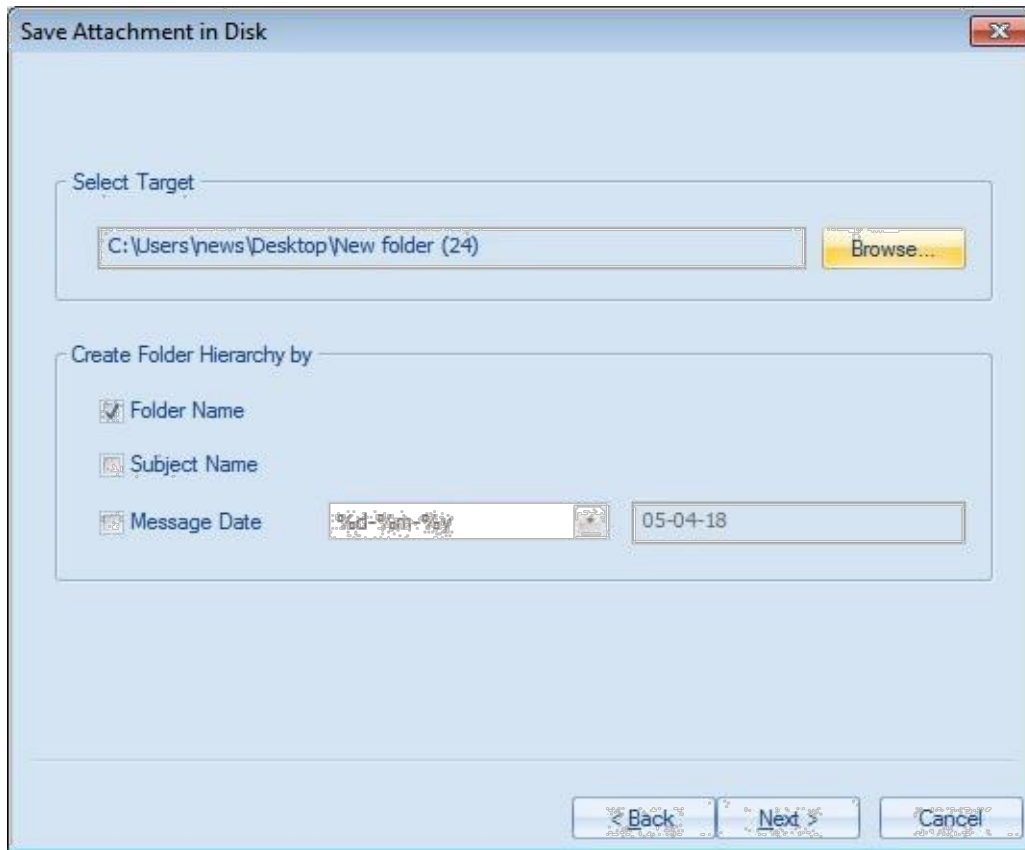 Save Attachment in Disk
Select Target
C:\Users\news\Desktop\New folder (24)
Browse...
Create Folder Hierarchy by
Folder Name
Subject Name
Message Date
%d-%m-%y
05-04-18
< Back
Next >
Cancel